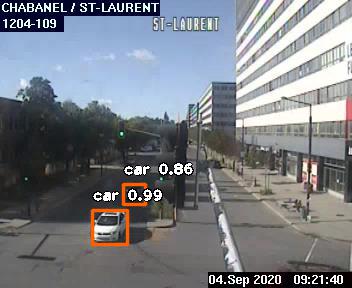 CHABANEL / ST-LAURENT
1204-109
ST-LAURENT
car 0.86
car 0.99
04.Sep 2020 09:21:40